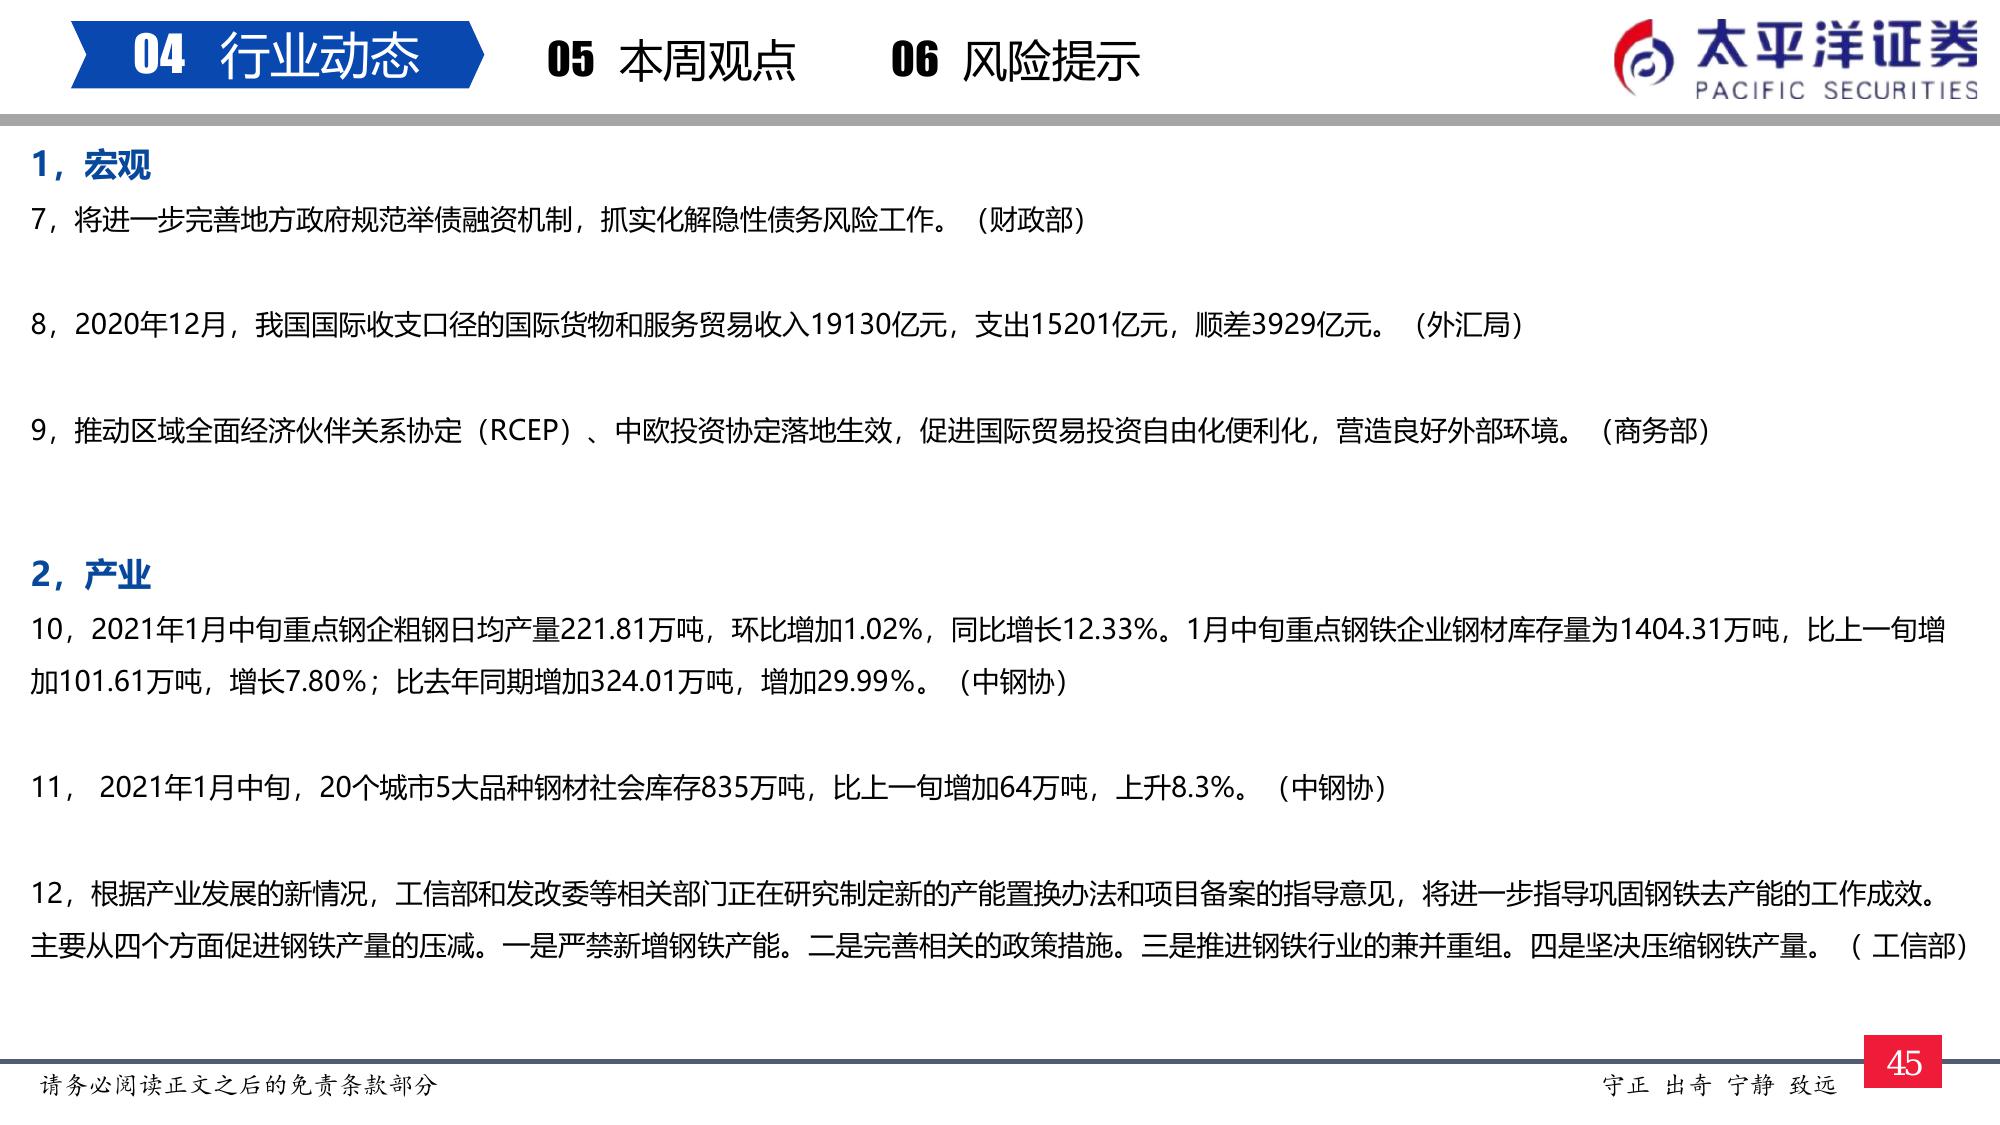 04 行业动态 05 本周观点 06 风险提示
太平洋证券
PACIFIC SECURITIES
1，宏观
7，将进一步完善地方政府规范举债融资机制，抓实化解隐性债务风险工作。（财政部）
8，2020年12月，我国国际收支口径的国际货物和服务贸易收入19130亿元，支出15201亿元，顺差3929亿元。（外汇局）
9，推动区域全面经济伙伴关系协定（RCEP）、中欧投资协定落地生效，促进国际贸易投资自由化便利化，营造良好外部环境。（商务部）
2，产业
10，2021年1月中旬重点钢企粗钢日均产量221.81万吨，环比增加1.02%，同比增长12.33%。1月中旬重点钢铁企业钢材库存量为1404.31万吨，比上一旬增
加101.61万吨，增长7.80%；比去年同期增加324.01万吨，增加29.99%。（中钢协）
11， 2021年1月中旬，20个城市5大品种钢材社会库存835万吨，比上一旬增加64万吨，上升8.3%。（中钢协）
12，根据产业发展的新情况，工信部和发改委等相关部门正在研究制定新的产能置换办法和项目备案的指导意见，将进一步指导巩固钢铁去产能的工作成效。
主要从四个方面促进钢铁产量的压减。一是严禁新增钢铁产能。二是完善相关的政策措施。三是推进钢铁行业的兼并重组。四是坚决压缩钢铁产量。（ 工信部）
请务必阅读正文之后的免责条款部分
守正 出奇 宁静 致远
45